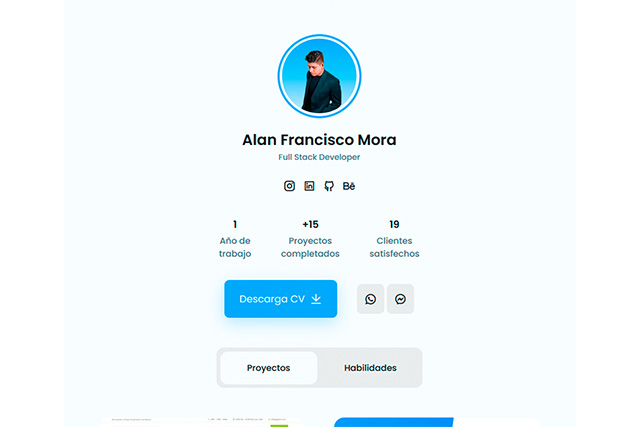 Alan Francisco Mora
Full Stack Developer
Bē
1 +15 19
Año de Proyectos Clientes
trabajo completados satisfechos
Descarga CV
Proyectos Habilidades